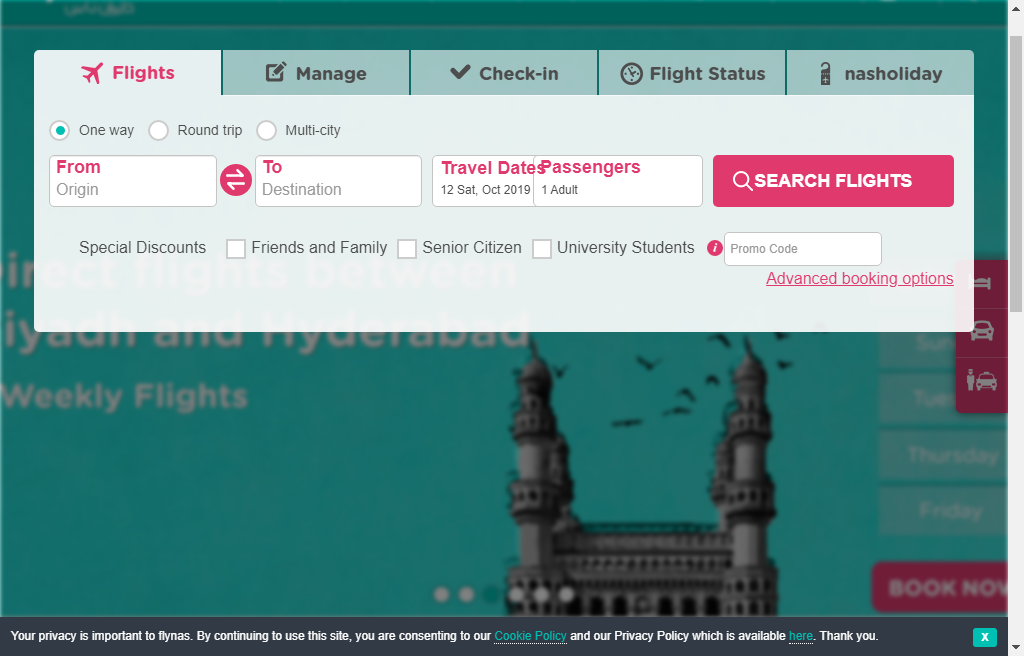 Flights
Manage
Check-in
Flight Status
nasholiday
One way
Round trip
Multi-city
From
Origin
To
Destination
Travel Dates
12 Sat, Oct 2019
Passengers
1 Adult
SEARCH FLIGHTS
Special Discounts
Friends and Family
Senior Citizen
University Students
i
Promo Code
Advanced booking options
irect flights between
iyadh and Hyderabad
Weekly Flights
Sun
Tues
Thursday
Friday
BOOK NOW
Your privacy is important to flynas. By continuing to use this site, you are consenting to our Cookie Policy and our Privacy Policy which is available here. Thank you.
X